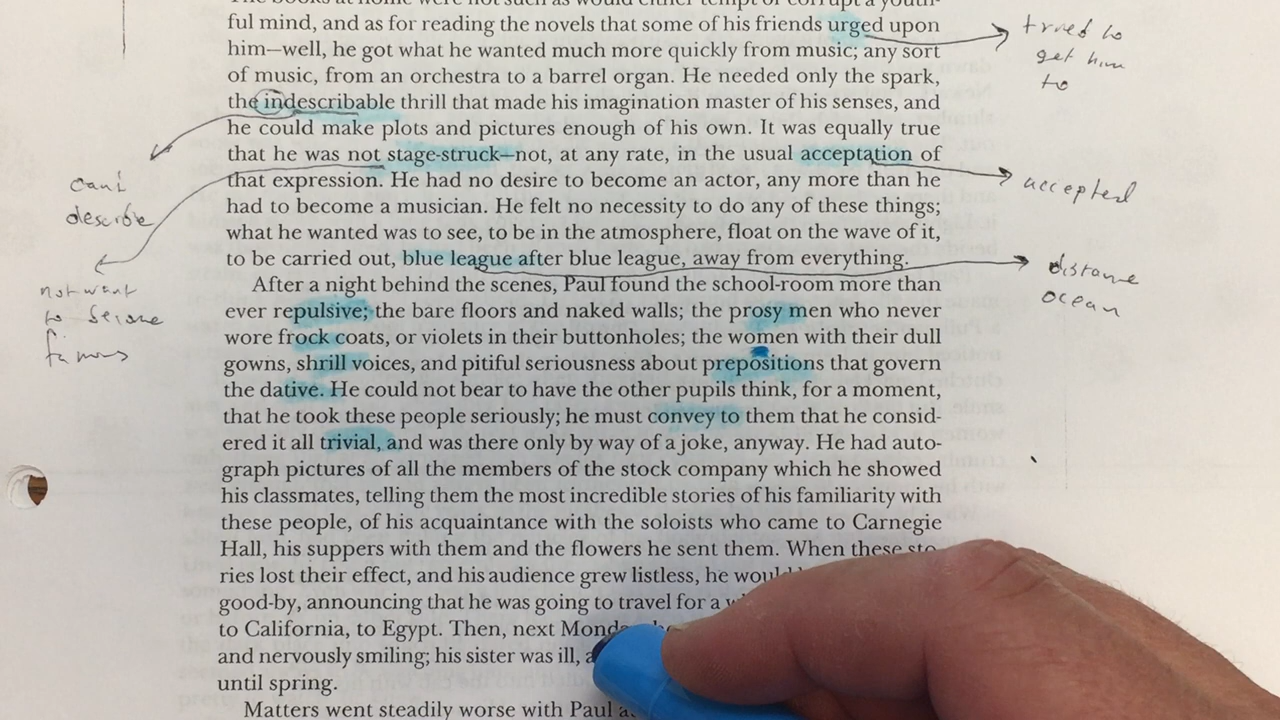 The books at home were not such as would either tempt or corrupt a youth-
ful mind, and as for reading the novels that some of his friends urged upon
him—well, he got what he wanted much more quickly from music; any sort
of music, from an orchestra to a barrel organ. He needed only the spark,
the indescribable thrill that made his imagination master of his senses, and
he could make plots and pictures enough of his own. It was equally true
that he was not stage-struck—not, at any rate, in the usual acceptation of
that expression. He had no desire to become an actor, any more than he
had to become a musician. He felt no necessity to do any of these things;
what he wanted was to see, to be in the atmosphere, float on the wave of it,
to be carried out, blue league after blue league, away from everything.
After a night behind the scenes, Paul found the school-room more than
ever repulsive; the bare floors and naked walls; the prosy men who never
wore frock coats, or violets in their buttonholes; the women with their dull
gowns, shrill voices, and pitiful seriousness about prepositions that govern
the dative. He could not bear to have the other pupils think, for a moment,
that he took these people seriously; he must convey to them that he consid-
ered it all trivial, and was there only by way of a joke, anyway. He had auto-
graph pictures of all the members of the stock company which he showed
his classmates, telling them the most incredible stories of his familiarity with
these people, of his acquaintance with the soloists who came to Carnegie
Hall, his suppers with them and the flowers he sent them. When these sto
ries lost their effect, and his audience grew listless, he would
good-by, announcing that he was going to travel for a
to California, to Egypt. Then, next
and nervously smiling; his sister was ill,
until spring.
Matters went steadily worse with Paul
tried to
get him
to
accepted
distance
ocean
can't
describe
not want
to
famous